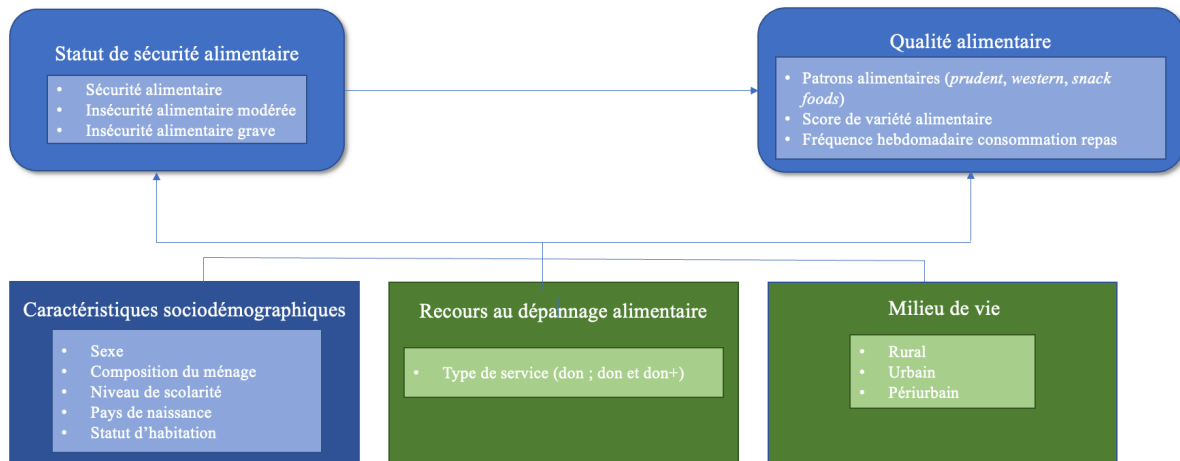 Statut de sécurité alimentaire
• Sécurité alimentaire
• Insécurité alimentaire modérée
• Insécurité alimentaire grave
Qualité alimentaire
• Patrons alimentaires (prudent, western, snack
foods)
• Score de variété alimentaire
• Fréquence hebdomadaire consommation repas
Caractéristiques sociodémographiques
• Sexe
• Composition du ménage
• Niveau de scolarité
• Pays de naissance
• Statut d’habitation
Recours au dépannage alimentaire
• Type de service (don ; don et don+)
Milieu de vie
• Rural
• Urbain
• Périurbain